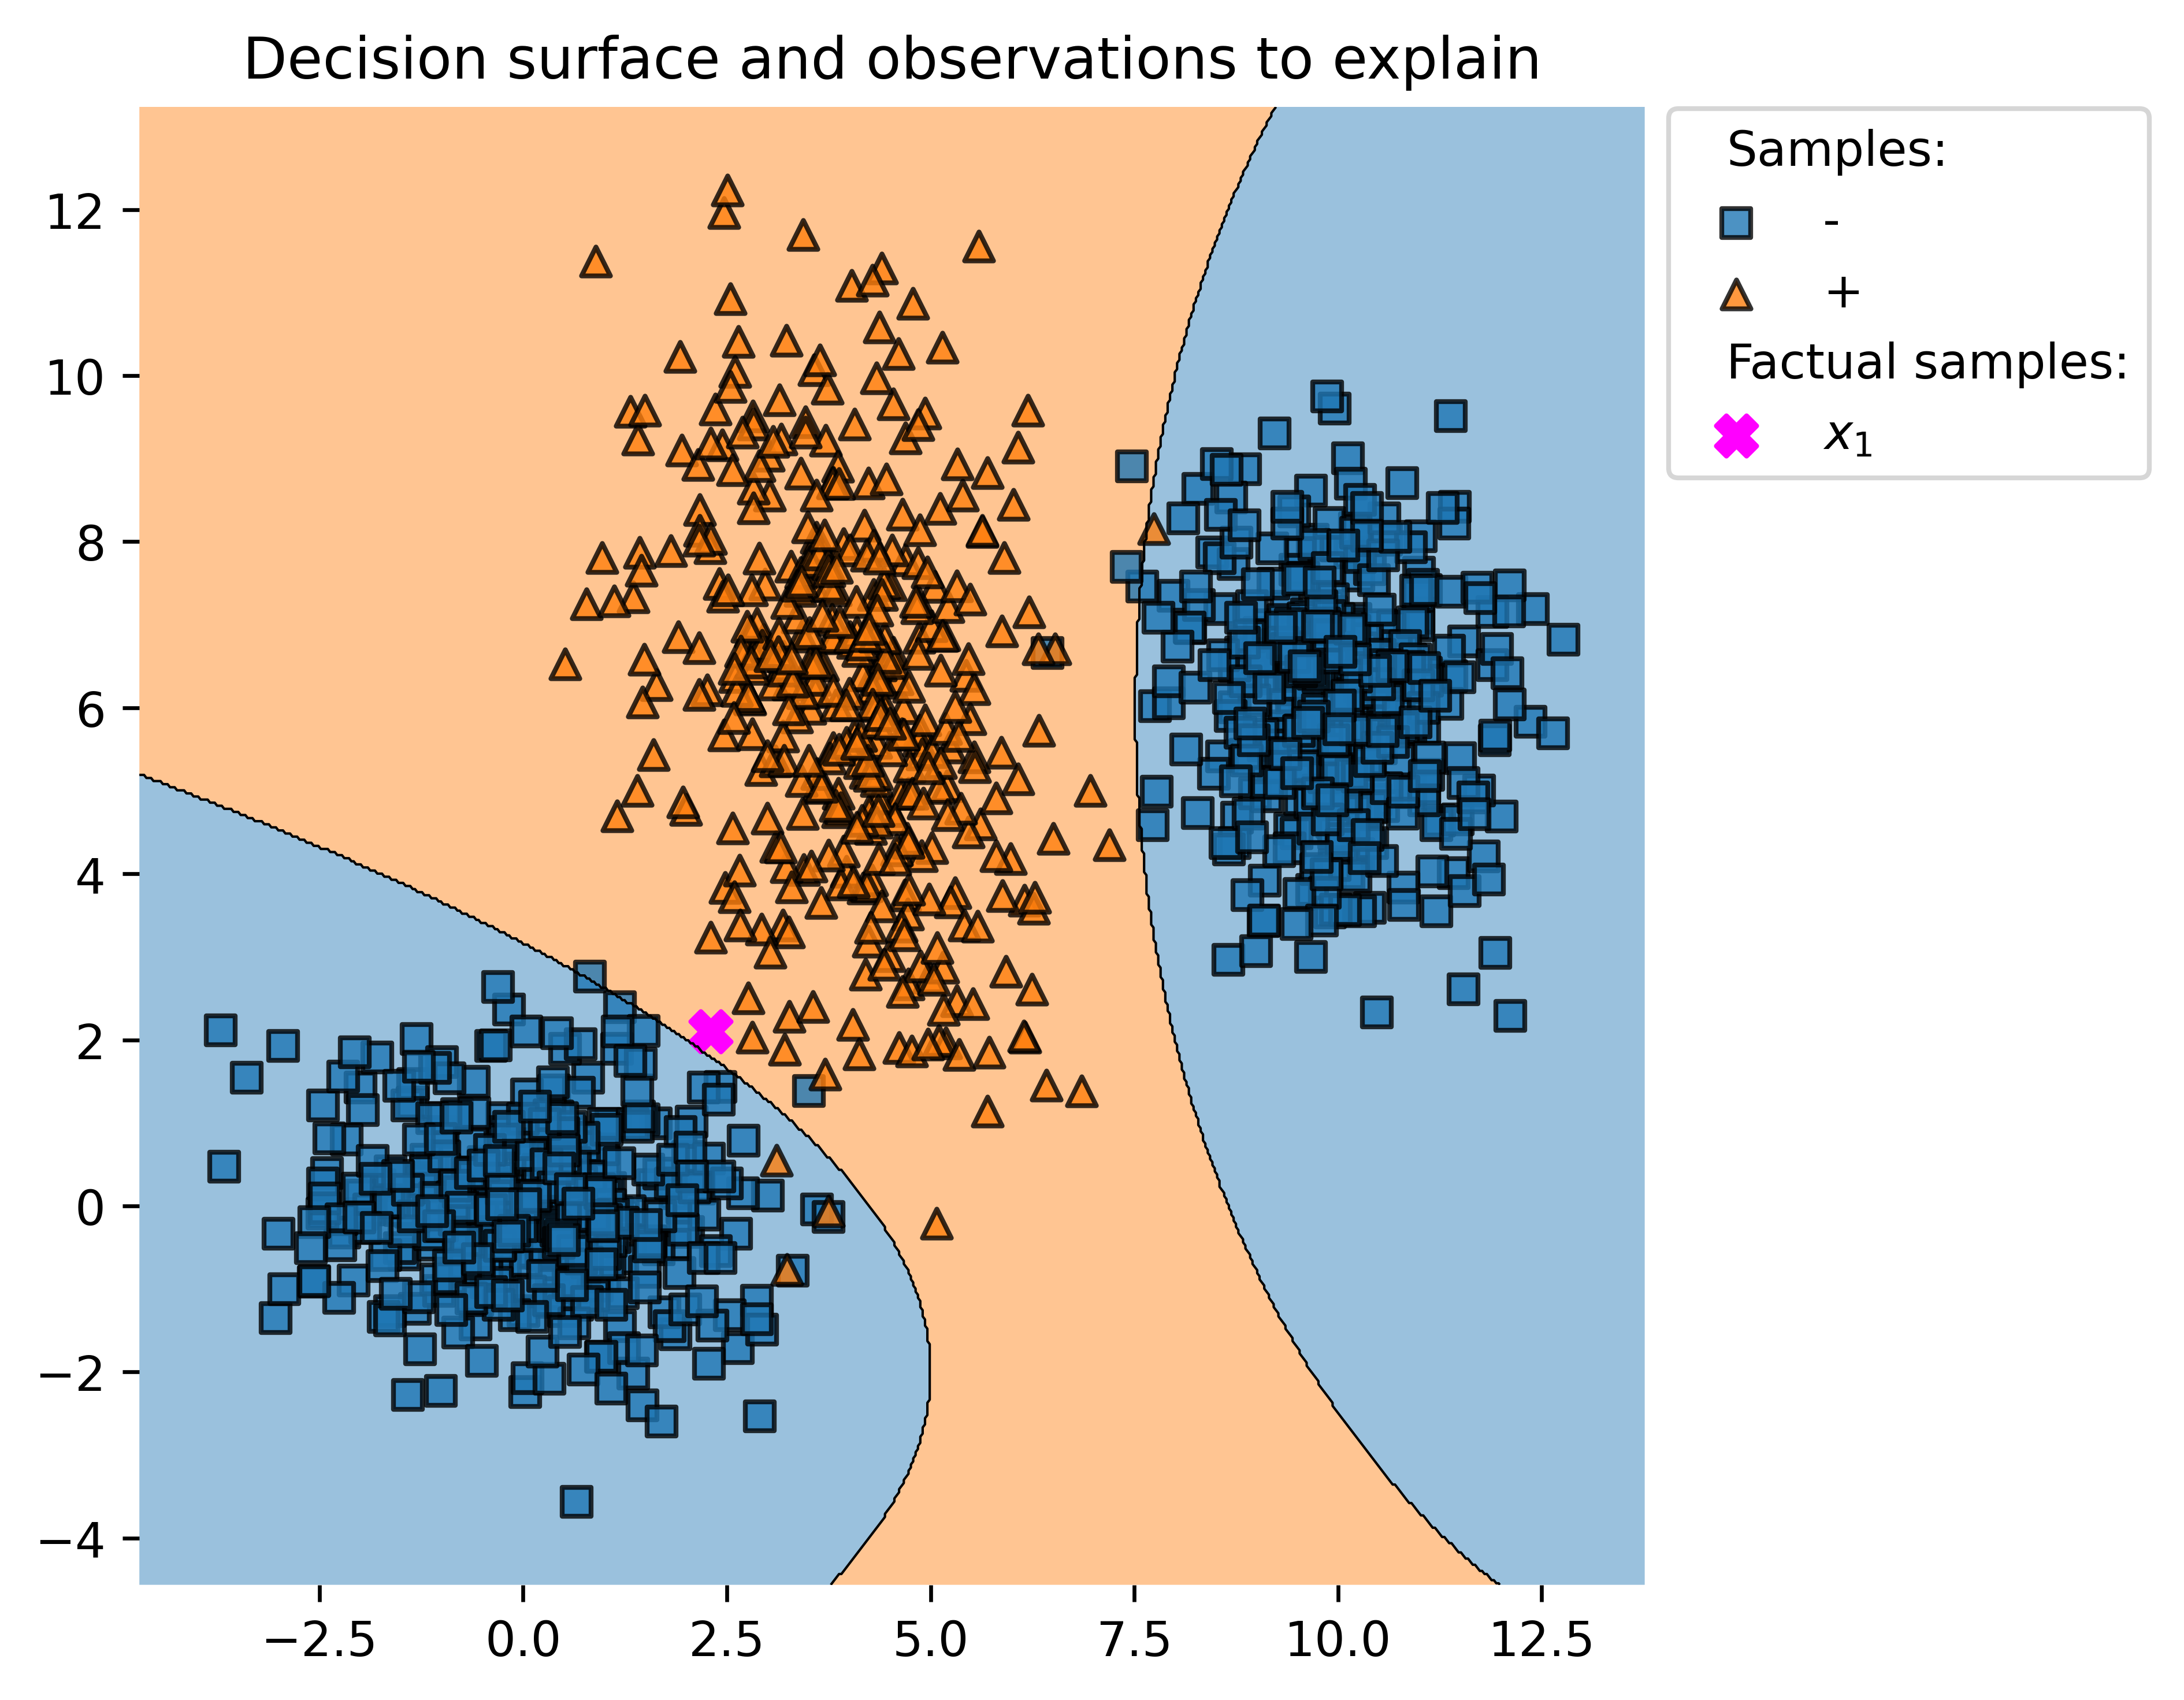 Decision surface and observations to explain
12
10
8
6
4
2
0
−2
−4
−2.5 0.0 2.5 5.0 7.5 10.0 12.5
Samples:
-
+
Factual samples:
x₁